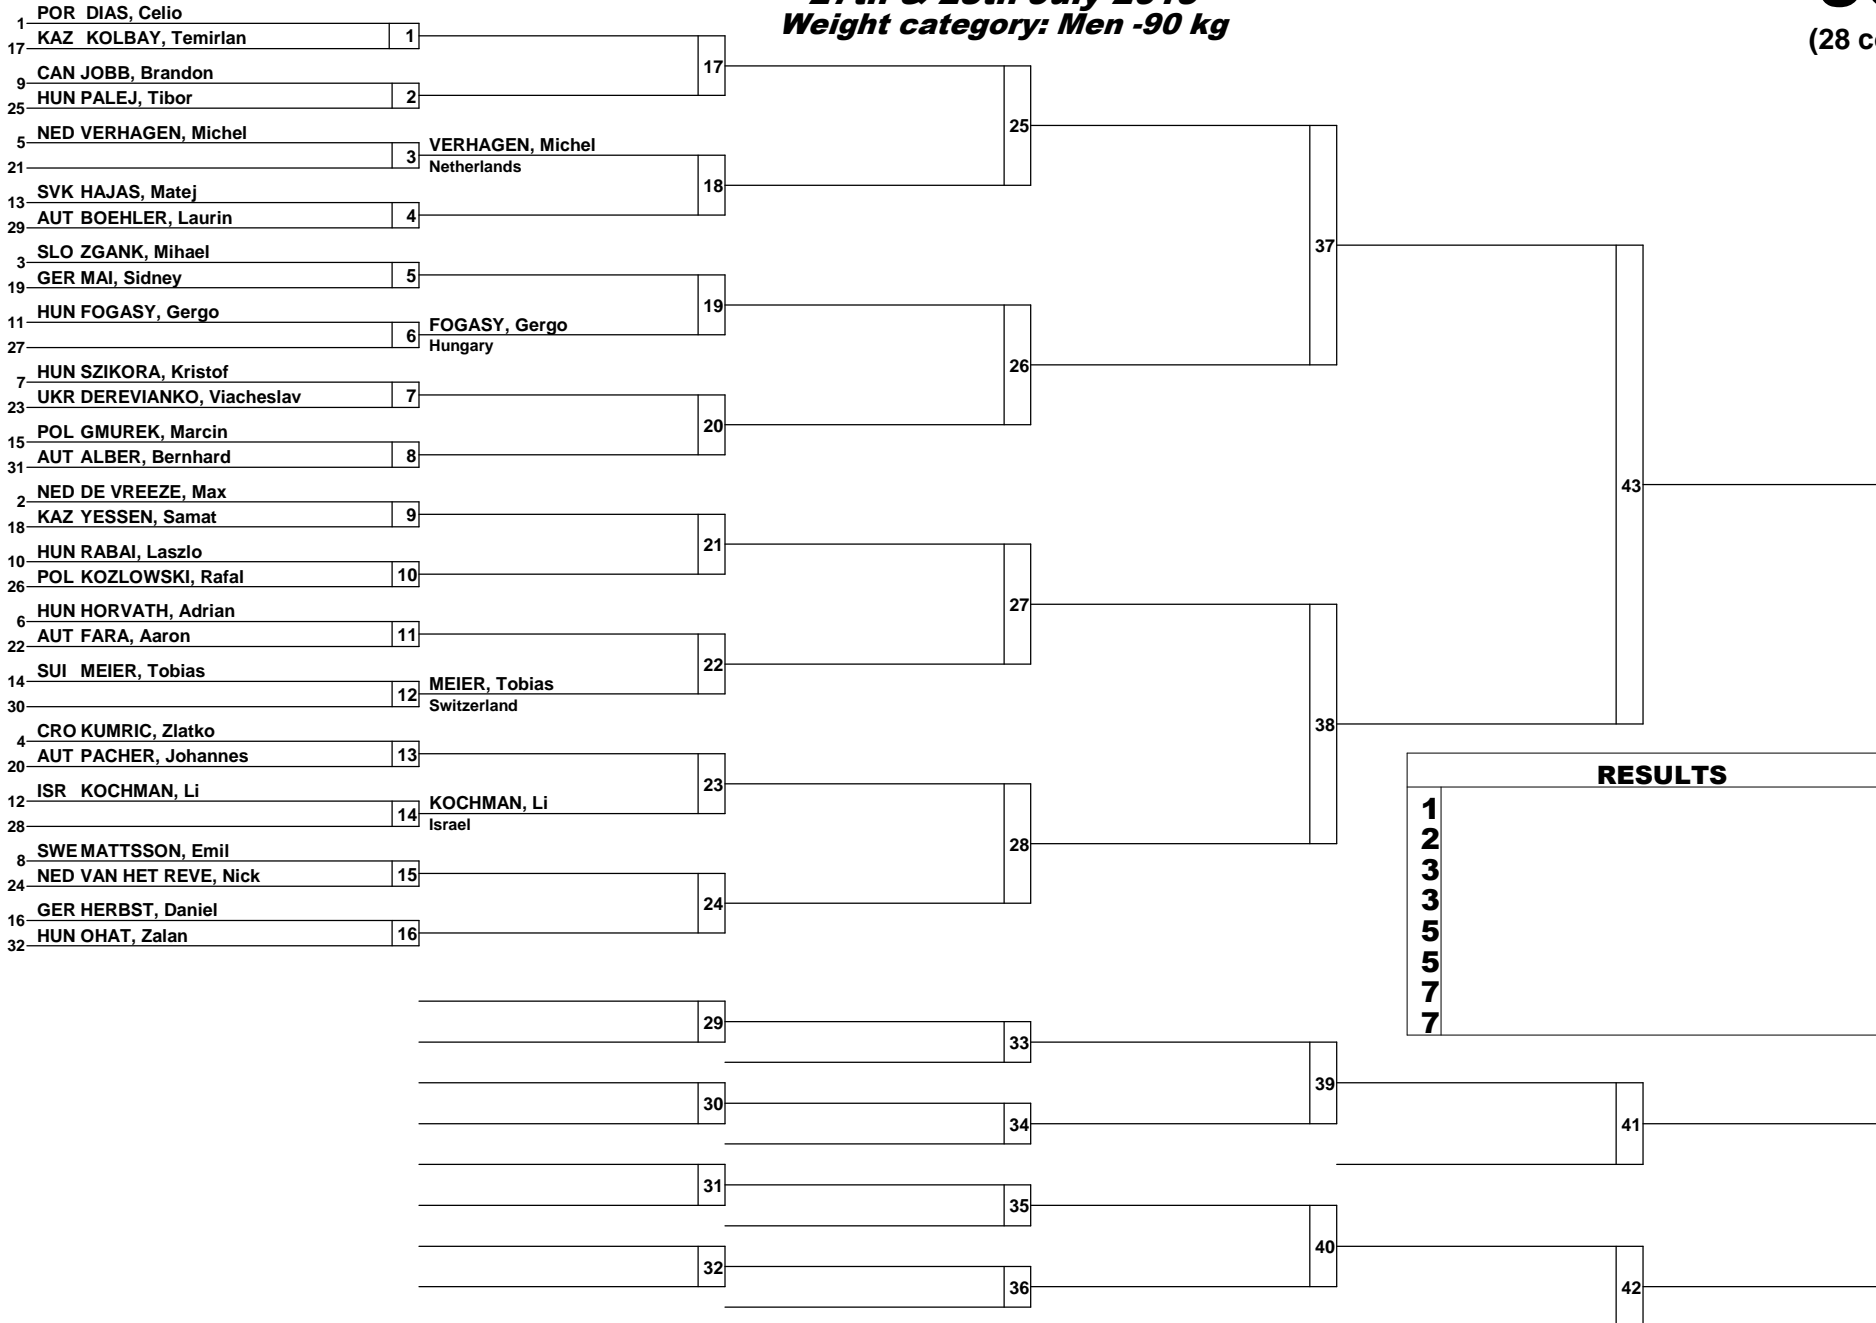 Weight category: Men -90 kg
(28 c
1 POR DIAS, Celio
17 KAZ KOLBAY, Temirlan 1
9 CAN JOBB, Brandon
25 HUN PALEJ, Tibor 2
5 NED VERHAGEN, Michel
21 3
VERHAGEN, Michel
Netherlands
13 SVK HAJAS, Matej
29 AUT BOEHLER, Laurin 4
3 SLO ZGANK, Mihael
19 GER MAI, Sidney 5
11 HUN FOGASY, Gergo
27 6
FOGASY, Gergo
Hungary
7 HUN SZIKORA, Kristof
23 UKR DEREVIANKO, Viacheslav 7
15 POL GMUREK, Marcin
31 AUT ALBER, Bernhard 8
2 NED DE VREEZE, Max
18 KAZ YESSEN, Samat 9
10 HUN RABAI, Laszlo
26 POL KOZLOWSKI, Rafal 10
6 HUN HORVATH, Adrian
22 AUT FARA, Aaron 11
14 SUI MEIER, Tobias
30 12
MEIER, Tobias
Switzerland
4 CRO KUMRIC, Zlatko
20 AUT PACHER, Johannes 13
12 ISR KOCHMAN, Li
28 14
KOCHMAN, Li
Israel
8 SWE MATTSSON, Emil
24 NED VAN HET REVE, Nick 15
16 GER HERBST, Daniel
32 HUN OHAT, Zalan 16
17
18
19
20
21
22
23
24
25
26
27
28
37
38
43
RESULTS
1
2
3
3
5
5
7
7
29
30
31
32
33
34
35
36
39
40
41
42